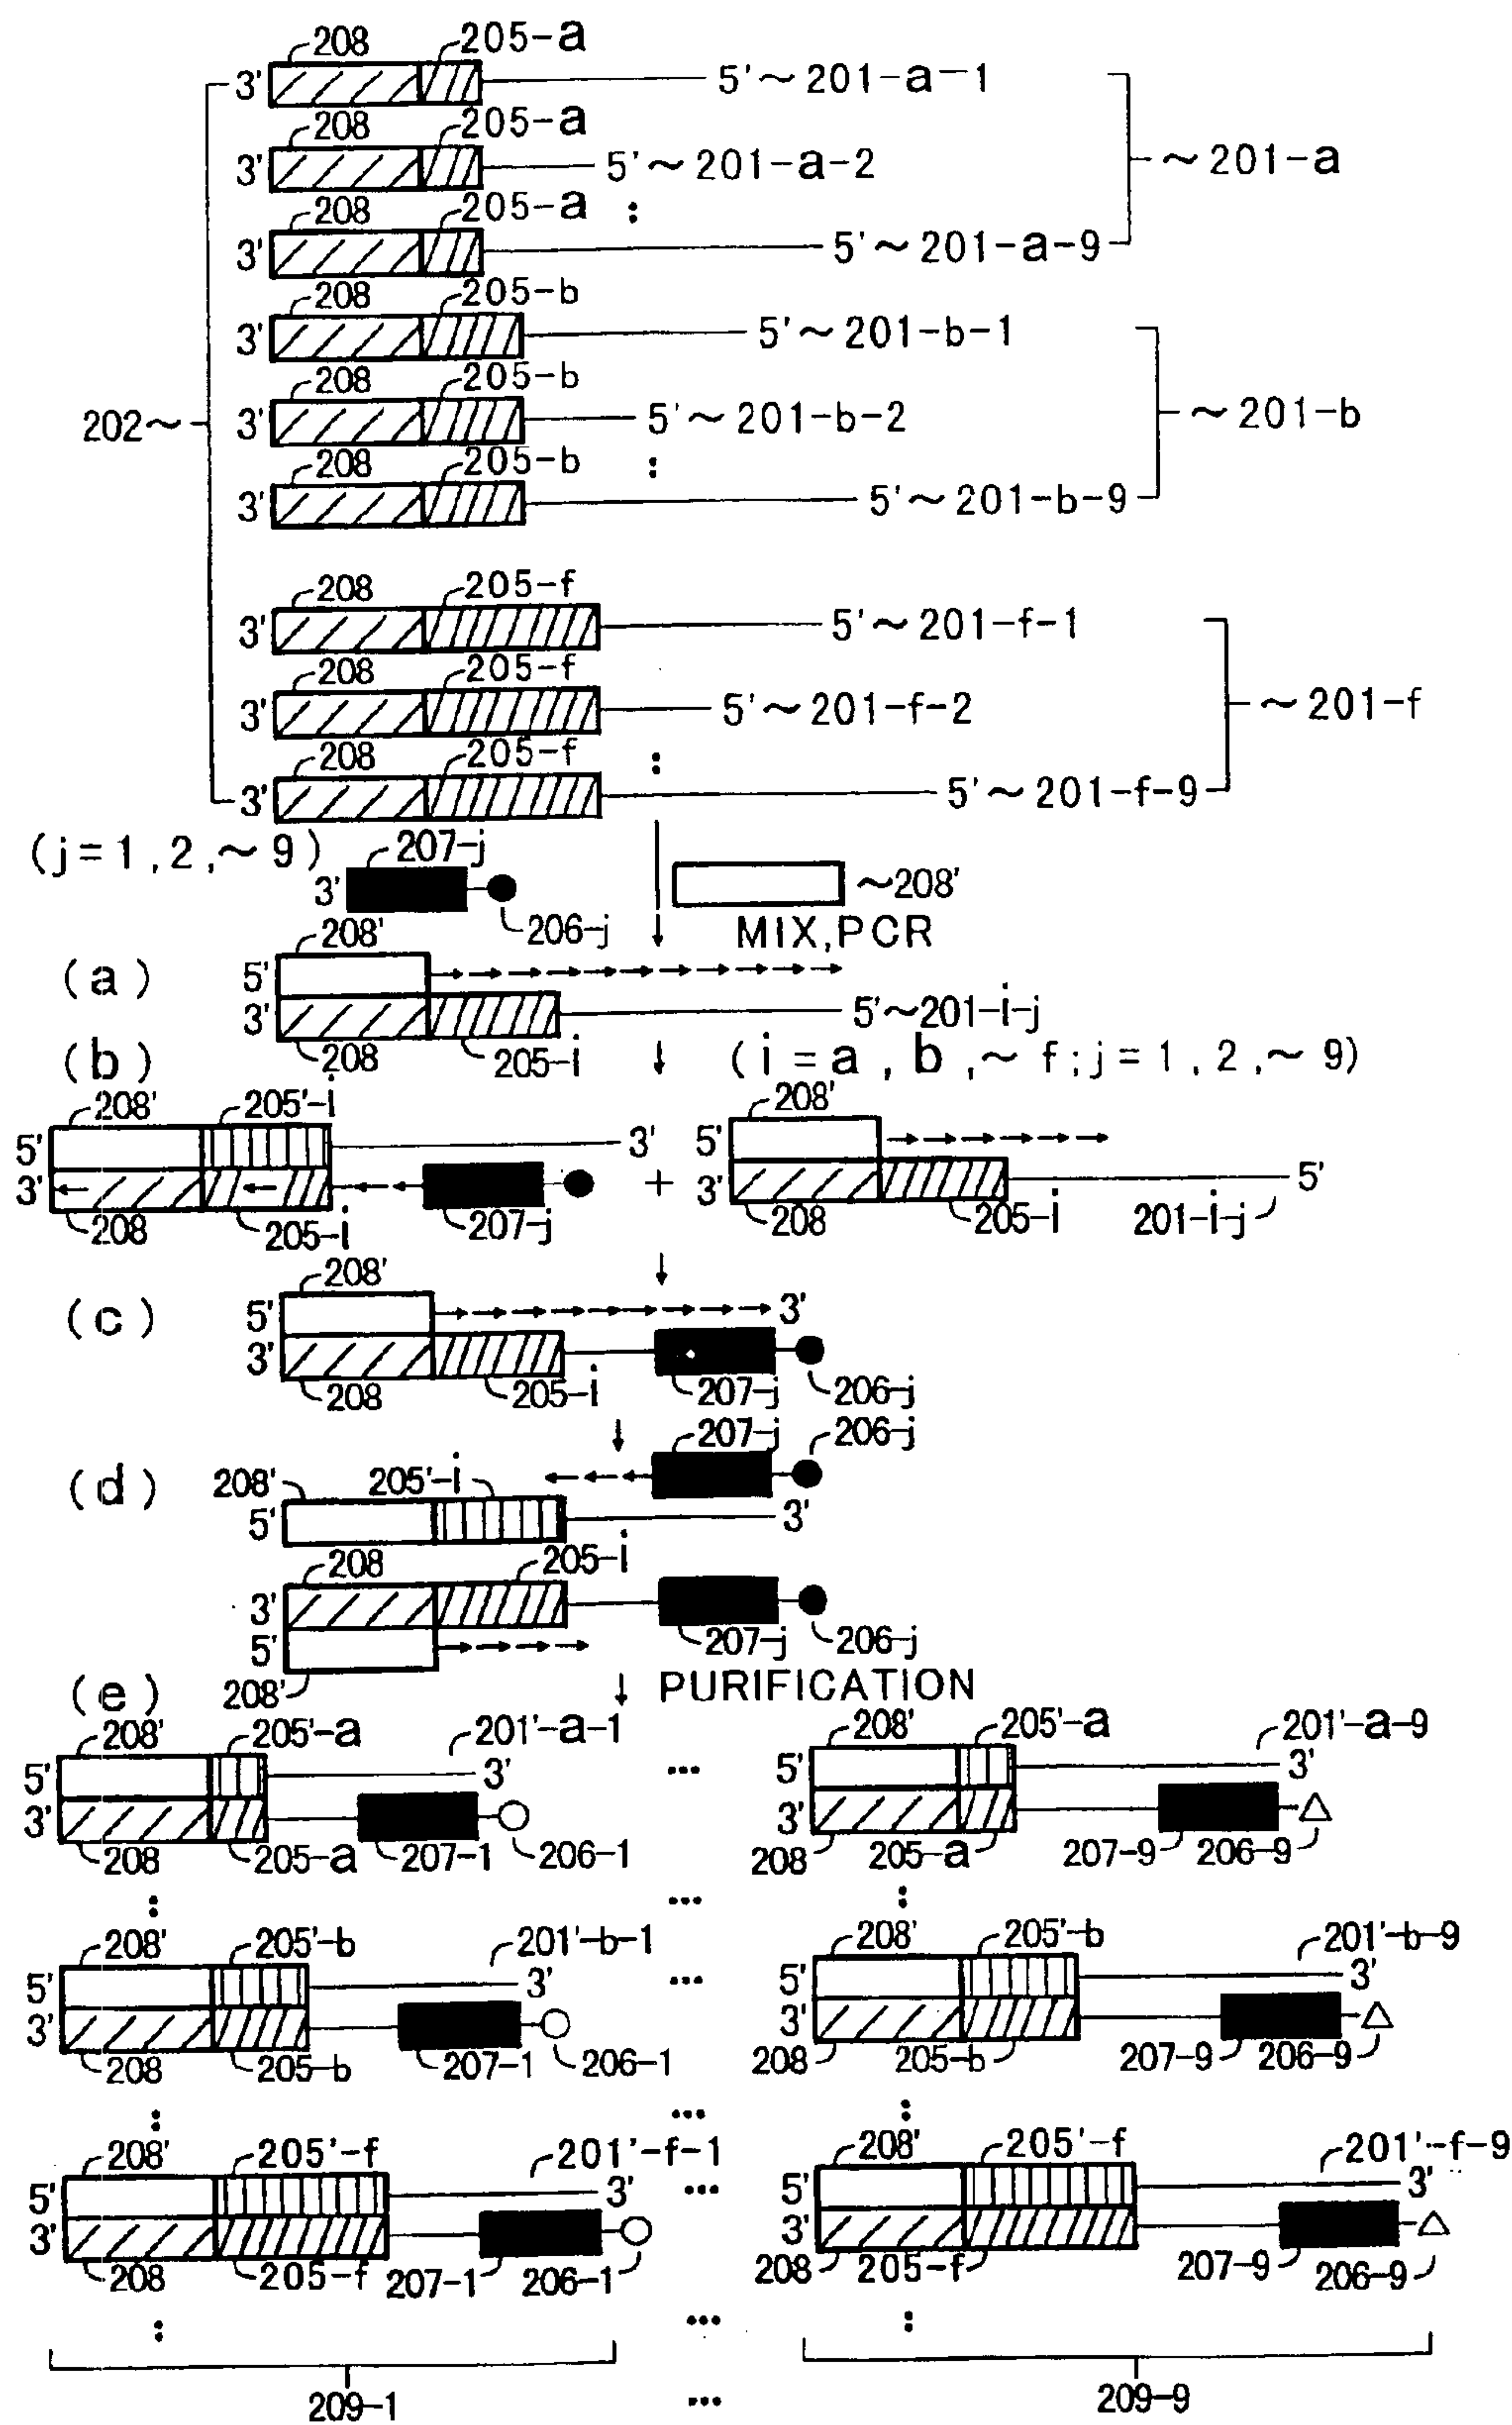 208 205-a
3' 5'~201-a-1
208 205-a
3' 5'~201-a-2 ~201-a
208 205-a :
3' 5'~201-a-9
208 205-b
3' 5'~201-b-1
208 205-b
202~ 3' 5'~201-b-2 ~201-b
208 205-b :
3' 5'~201-b-9
208 205-f
3' 5'~201-f-1
208 205-f
3' 5'~201-f-2 ~201-f
208 205-f :
3' 5'~201-f-9
(j=1,2,~9) 207-j
3' ~208'
206-j MIX,PCR
208'
(a) 5'
3' 5'~201-i-j
208 205-i
(b) (i=a,b,~f;j=1,2,~9)
208' 205'-i 208'
5' 3' 5'
3' + 3' 5'
208 205-i 207-j 208 205-i 201-i-j
208'
(c) 5' 3'
3'
208 205-i 207-j 206-j
207-j 206-j
(d) 208' 205'-i
5' 3'
208 205-i
3'
5' 207-j 206-j
208'
(e) PURIFICATION
208' 205'-a 201'-a-1 208' 205'-a 201'-a-9
5' 3' ... 5' 3'
3' 3'
208 205-a 207-1 206-1 208 205-a 207-9 206-9
: ... :
208' 205'-b 201'-b-1 208' 205'-b 201'-b-9
5' 3' ... 5' 3'
3' 3'
208 205-b 207-1 206-1 208 205-b 207-9 206-9
: ... :
208' 205'-f 201'-f-1 208' 205'-f 201'-f-9
5' 3' ... 5' 3'
3' 3'
208 205-f 207-1 206-1 208 205-f 207-9 206-9
: ... :
209-1 ... 209-9